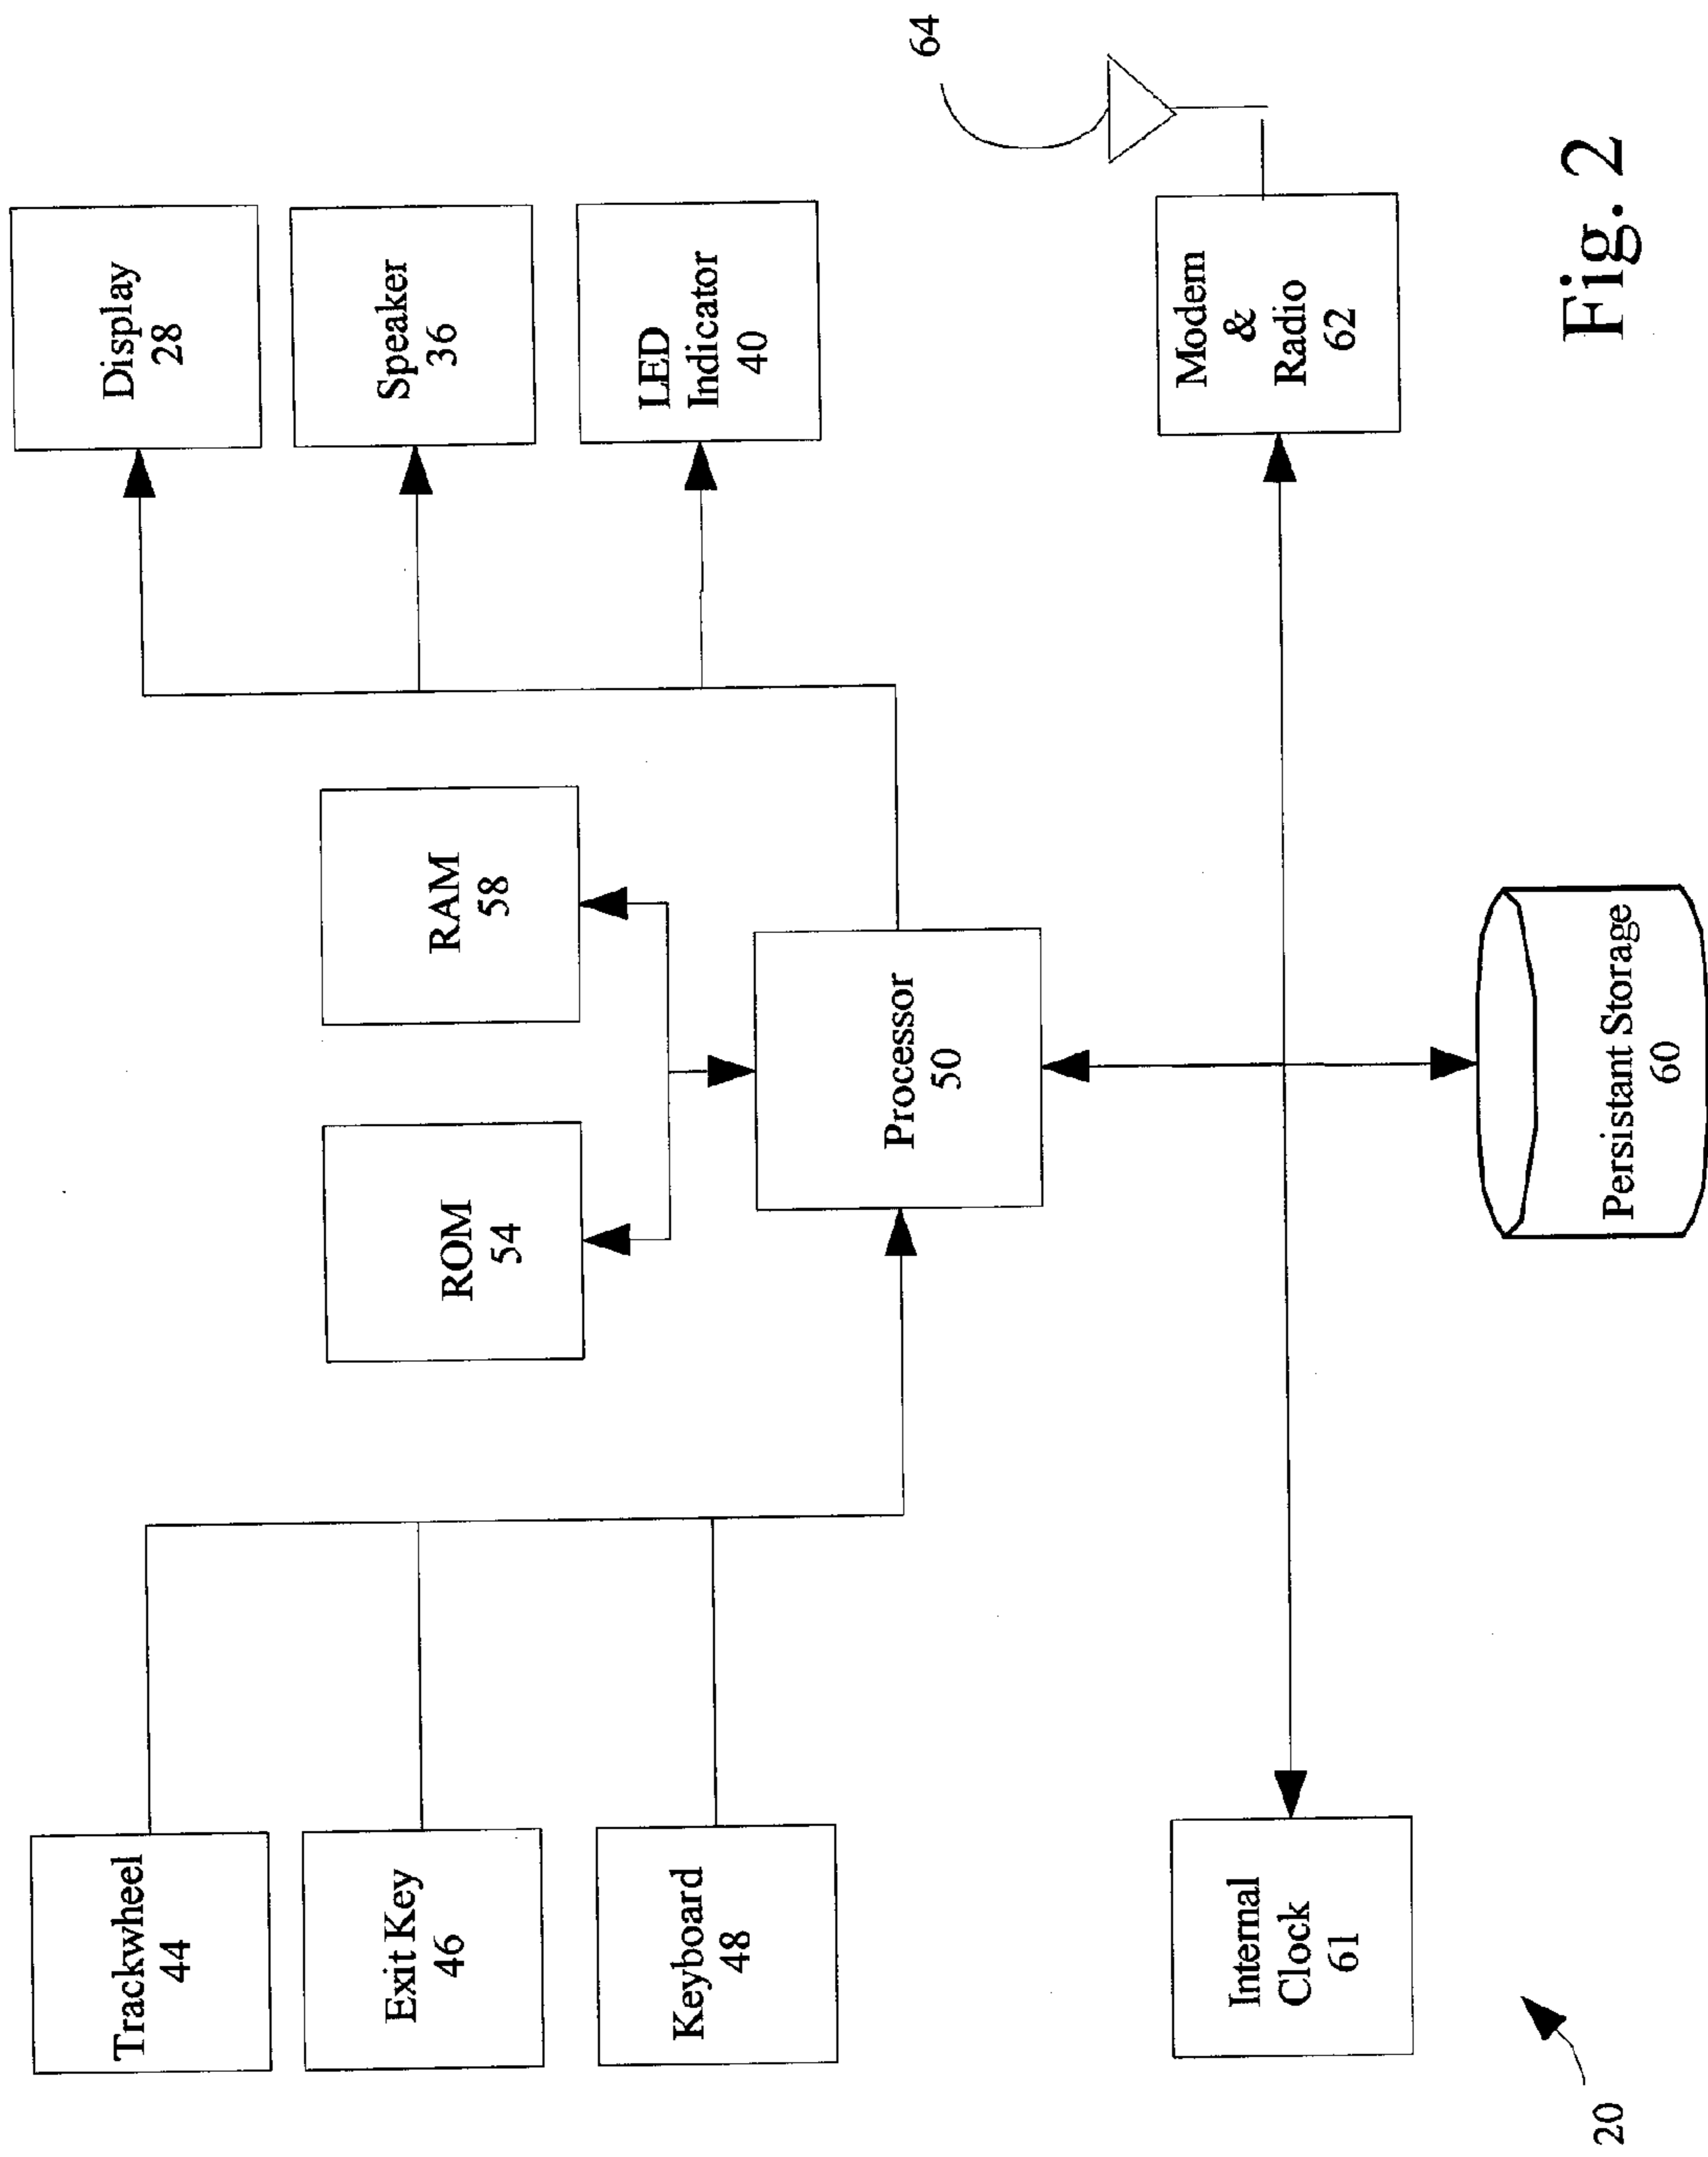 Trackwheel
44
Exit Key
46
Keyboard
48
ROM
54
RAM
58
Processor
50
Display
28
Speaker
36
LED
Indicator
40
64
Internal
Clock
61
Modem
&
Radio
62
Persistant Storage
60
20
Fig. 2